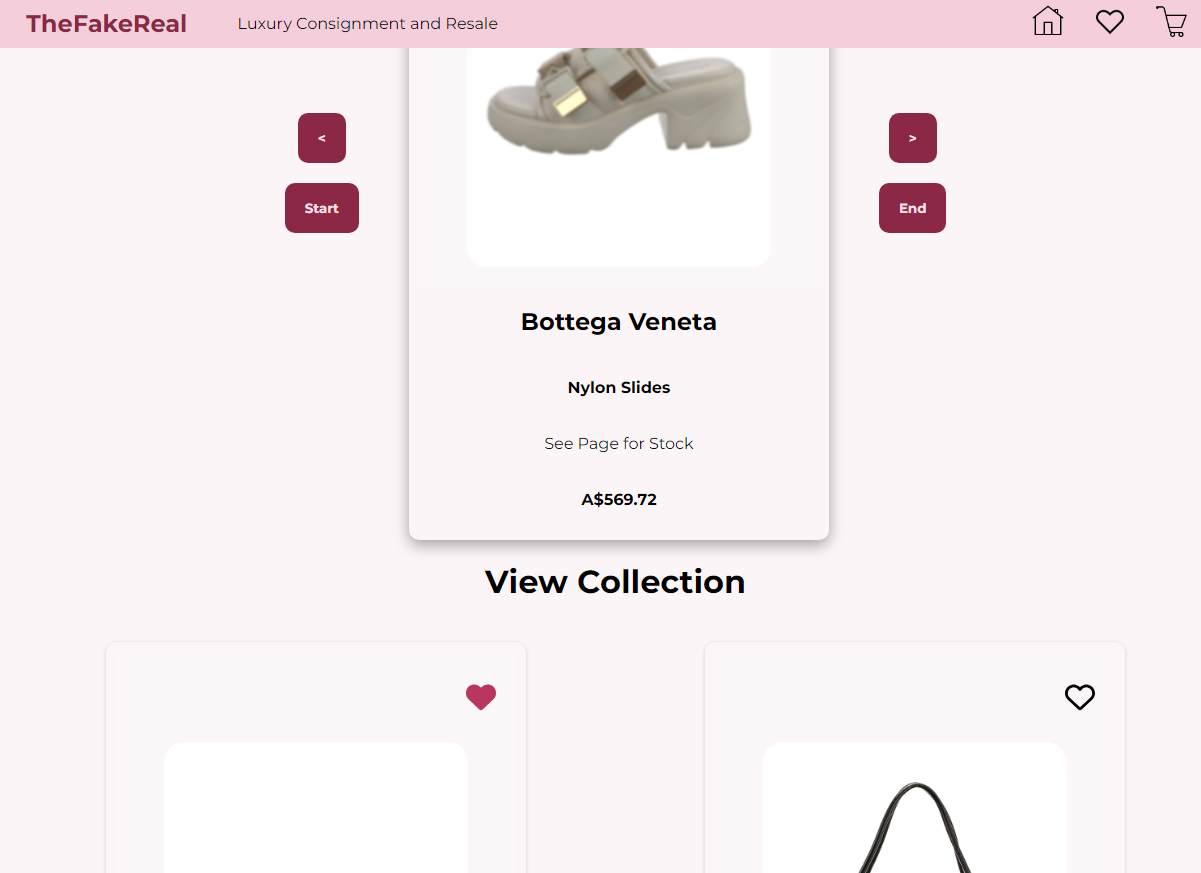 TheFakeReal
Luxury Consignment and Resale
<
>
Start
End
Bottega Veneta
Nylon Slides
See Page for Stock
A$569.72
View Collection